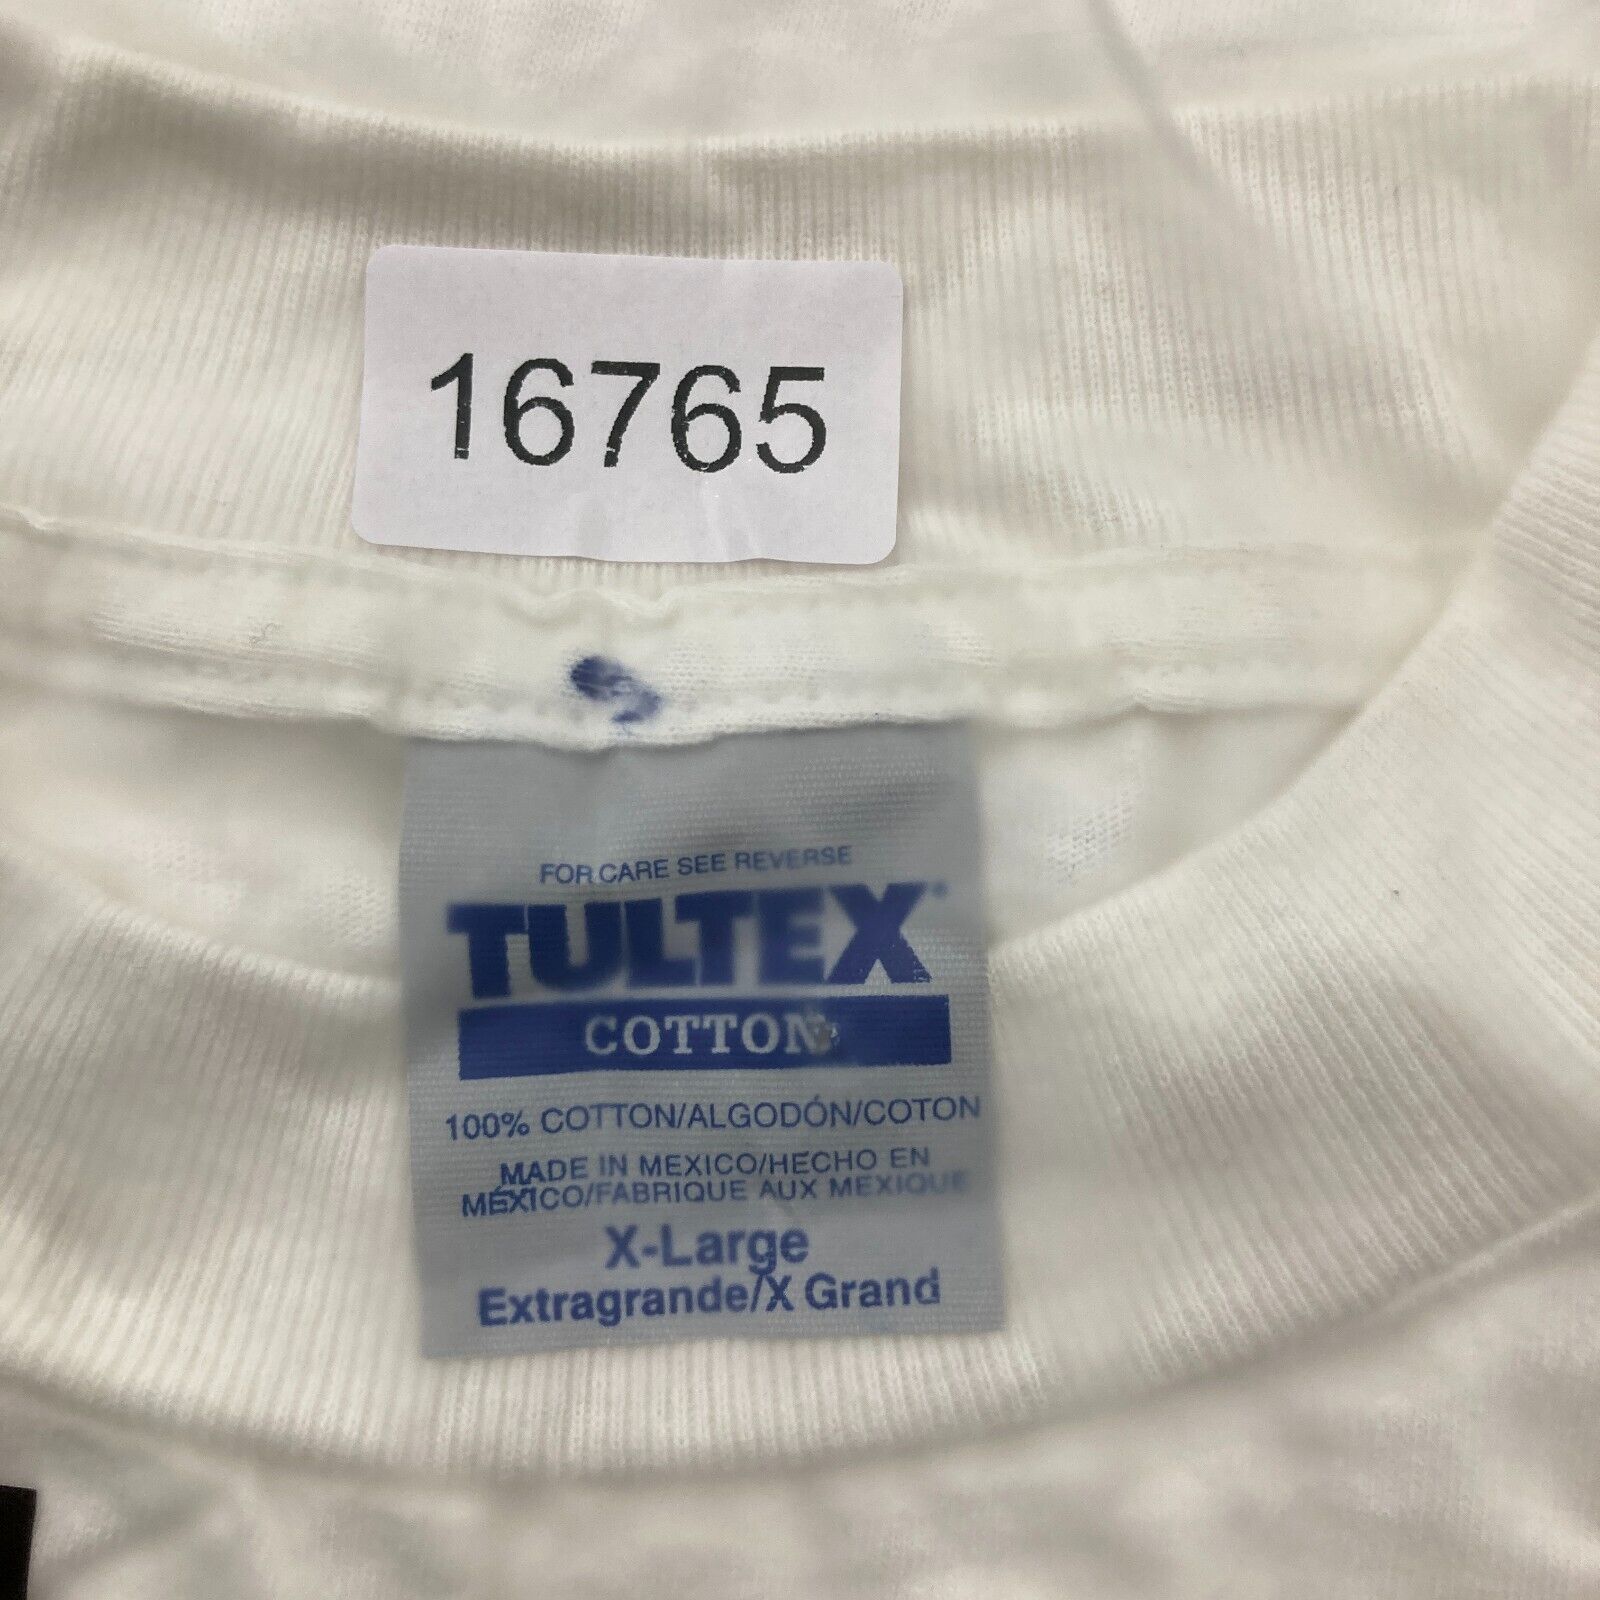 16765
FOR CARE SEE REVERSE
TULTEX®
COTTON
100% COTTON/ALGODÓN/COTON
MADE IN MEXICO/HECHO EN
MÉXICO/FABRIQUE AUX MEXIQUE
X-Large
Extragrande/X Grand